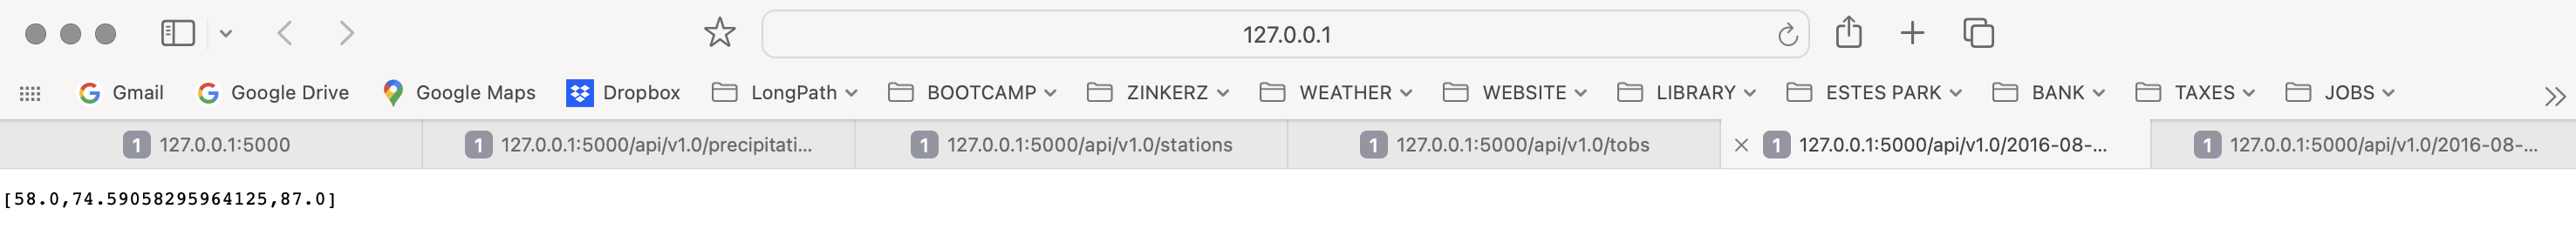 127.0.0.1
Gmail Google Drive Google Maps Dropbox LongPath BOOTCAMP ZINKERZ WEATHER WEBSITE LIBRARY ESTES PARK BANK TAXES JOBS
1 127.0.0.1:5000 1 127.0.0.1:5000/api/v1.0/precipitati... 1 127.0.0.1:5000/api/v1.0/stations 1 127.0.0.1:5000/api/v1.0/tobs 1 127.0.0.1:5000/api/v1.0/2016-08-... 1 127.0.0.1:5000/api/v1.0/2016-08-...
[58.0,74.59058295964125,87.0]